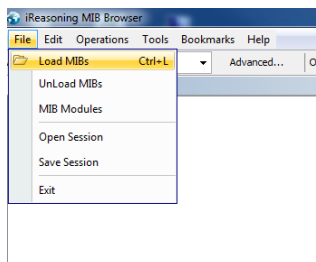 iReasoning MIB Browser
File Edit Operations Tools Bookmarks Help
Load MIBs Ctrl+L Advanced...
UnLoad MIBs
MIB Modules
Open Session
Save Session
Exit